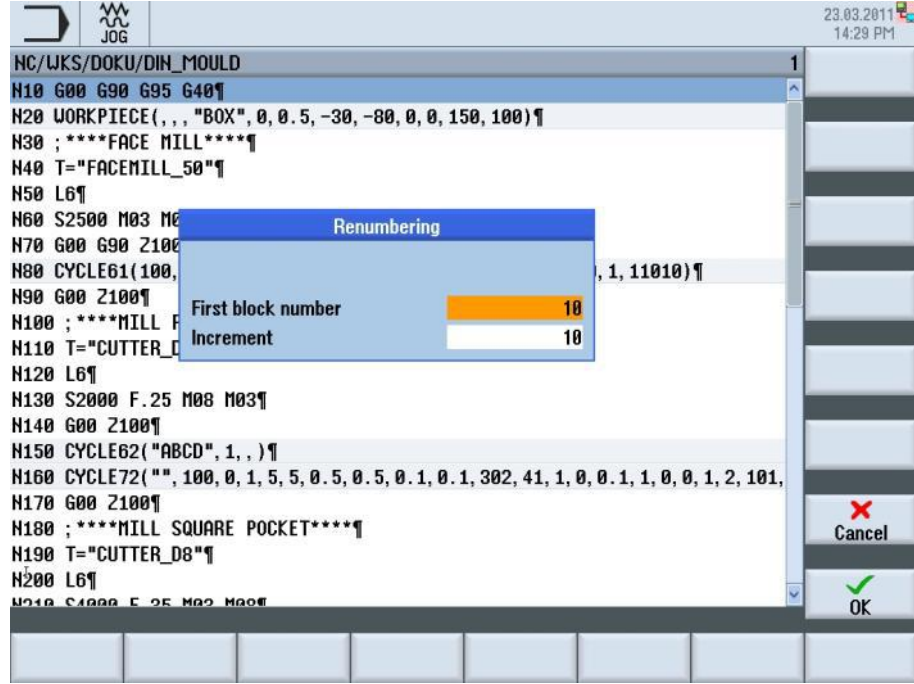 JOG
23.03.2011
14:29 PM
NC/WKS/DOKU/DIN_MOULD 1
N10 G00 G90 G95 G40¶
N20 WORKPIECE(,,,"BOX",0,0.5,-30,-80,0,0,150,100)¶
N30 ;****FACE MILL****¶
N40 T="FACEMILL_50"¶
N50 L6¶
N60 S2500 M03
N70 G00 G90 Z100
N80 CYCLE61(100, ,1,11010)¶
N90 G00 Z100¶
N100 ;****MILL
N110 T="CUTTER_
N120 L6¶
N130 S2000 F.25 M08 M03¶
N140 G00 Z100¶
N150 CYCLE62("ABCD",1,,)¶
N160 CYCLE72("",100,0,1,5,5,0.5,0.5,0.1,0.1,302,41,1,0,0.1,1,0,0,1,2,101,
N170 G00 Z100¶
N180 ;****MILL SQUARE POCKET****¶
N190 T="CUTTER_D8"¶
N200 L6¶
Renumbering
First block number 10
Increment 10
Cancel
OK